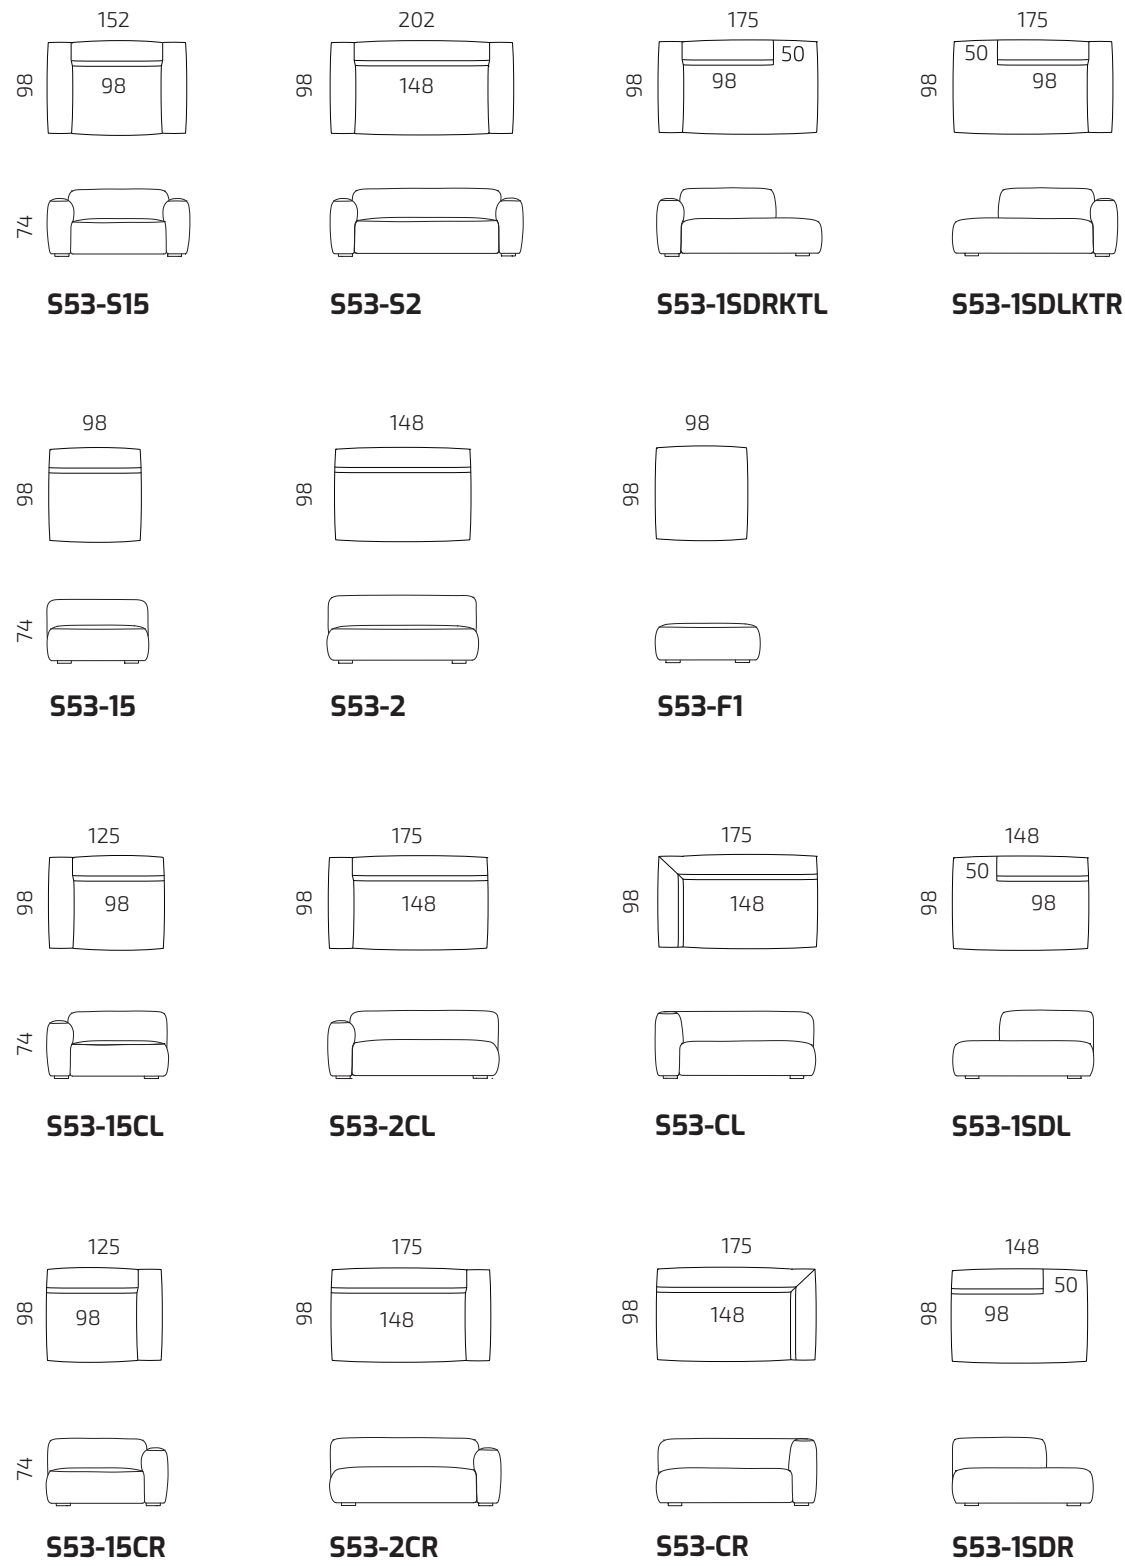 152 202 175 175
98 98 98 148 98 98 50 98 50 98
74
S53-S15 S53-S2 S53-1SDRKTL S53-1SDLKTR
98 148 98
98 98 98
74
S53-15 S53-2 S53-F1
125 175 175 148
98 98 98 148 98 148 98 50 98
74
S53-15CL S53-2CL S53-CL S53-1SDL
125 175 175 148
98 98 98 148 98 148 98 98 50
74
S53-15CR S53-2CR S53-CR S53-1SDR